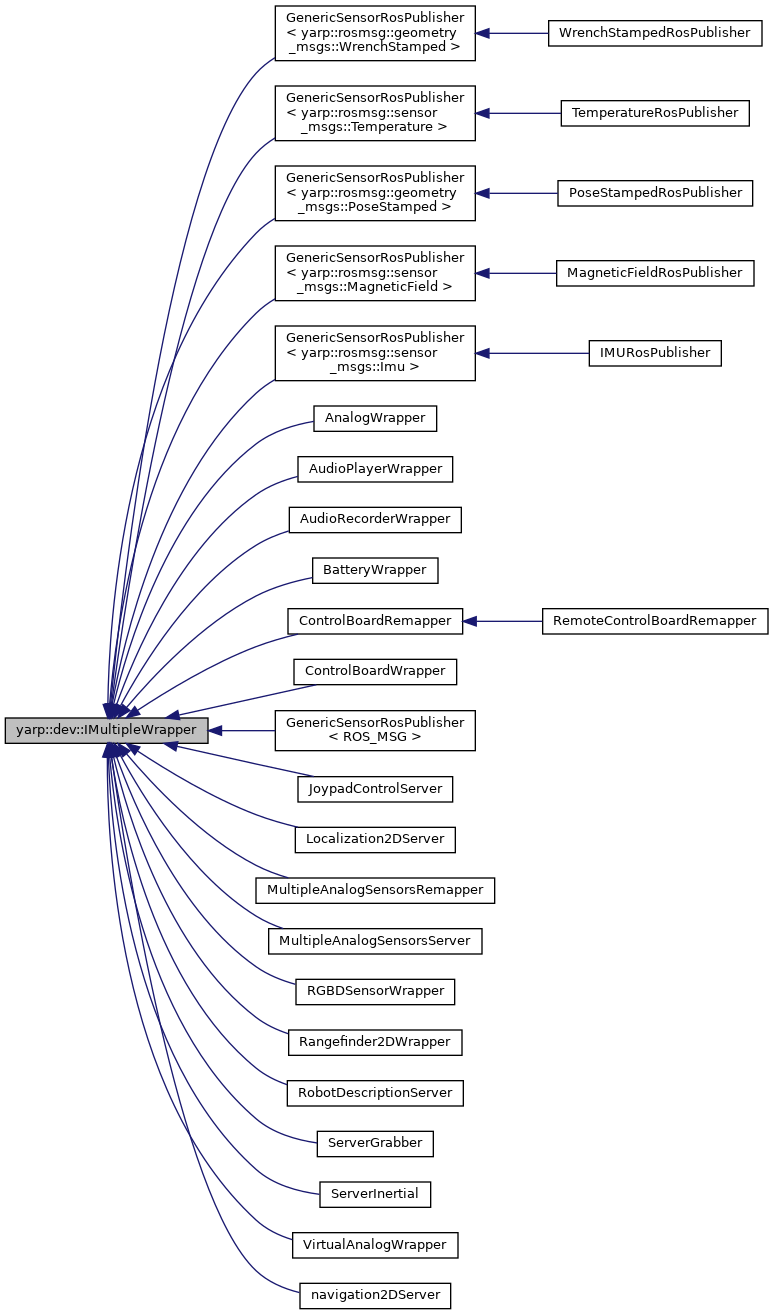 GenericSensorRosPublisher
< yarp::rosmsg::geometry
_msgs::WrenchStamped >
WrenchStampedRosPublisher
GenericSensorRosPublisher
< yarp::rosmsg::sensor
_msgs::Temperature >
TemperatureRosPublisher
GenericSensorRosPublisher
< yarp::rosmsg::geometry
_msgs::PoseStamped >
PoseStampedRosPublisher
GenericSensorRosPublisher
< yarp::rosmsg::sensor
_msgs::MagneticField >
MagneticFieldRosPublisher
GenericSensorRosPublisher
< yarp::rosmsg::sensor
_msgs::Imu >
IMURosPublisher
AnalogWrapper
AudioPlayerWrapper
AudioRecorderWrapper
BatteryWrapper
ControlBoardRemapper
RemoteControlBoardRemapper
ControlBoardWrapper
yarp::dev::IMultipleWrapper
GenericSensorRosPublisher
< ROS_MSG >
JoypadControlServer
Localization2DServer
MultipleAnalogSensorsRemapper
MultipleAnalogSensorsServer
RGBDSensorWrapper
Rangefinder2DWrapper
RobotDescriptionServer
ServerGrabber
ServerInertial
VirtualAnalogWrapper
navigation2DServer